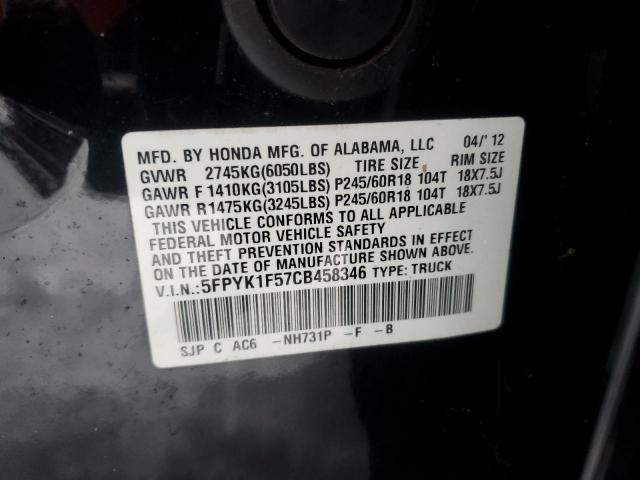 MFD. BY HONDA MFG. OF ALABAMA, LLC 04/' 12
GVWR 2745KG(6050LBS) TIRE SIZE RIM SIZE
GAWR F 1410KG(3105LBS) P245/60R18 104T 18X7.5J
GAWR R1475KG(3245LBS) P245/60R18 104T 18X7.5J
THIS VEHICLE CONFORMS TO ALL APPLICABLE
FEDERAL MOTOR VEHICLE SAFETY
AND THEFT PREVENTION STANDARDS IN EFFECT
ON THE DATE OF MANUFACTURE SHOWN ABOVE.
V.I.N.:5FPYK1F57CB458346 TYPE: TRUCK
SJP C AC6 -NH731P -F -B